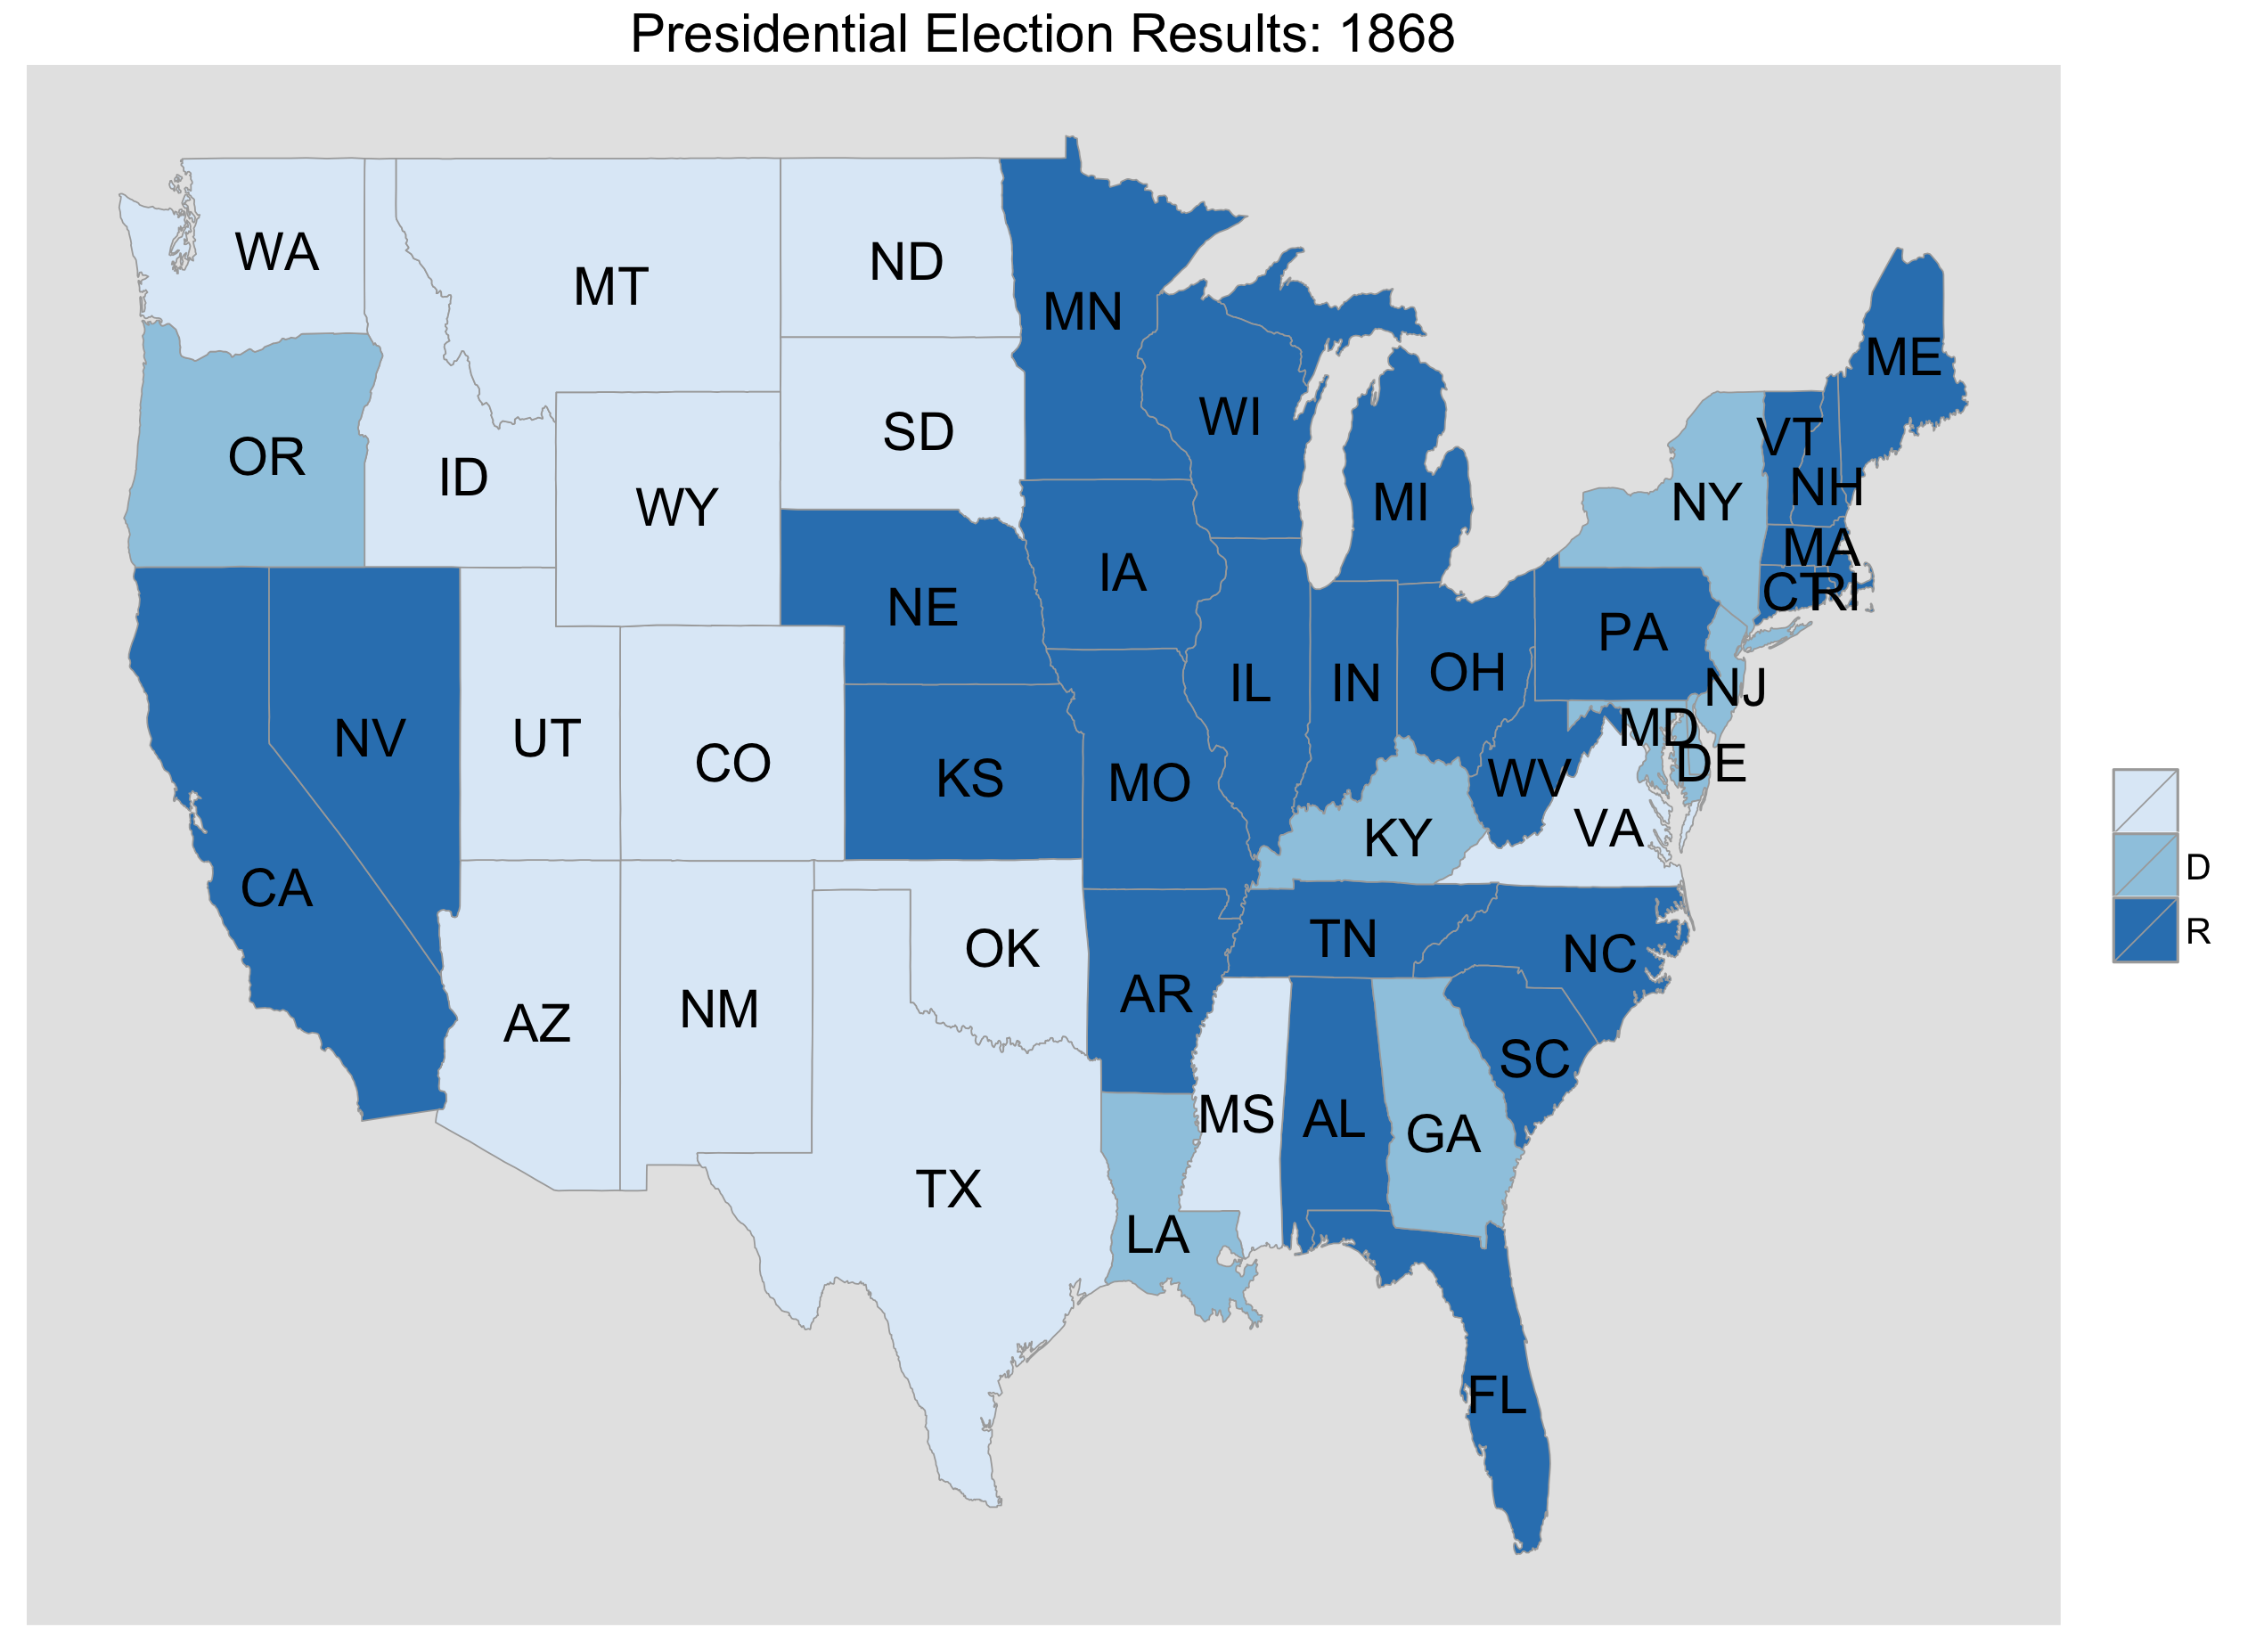 Presidential Election Results: 1868
WA
MT
ND
MN
ME
OR
ID
WY
SD
WI
MI
NY
VT
NH
MA
CT
RI
NE
IA
PA
NJ
NV
UT
CO
KS
MO
IL
IN
OH
MD
DE
WV
VA
KY
CA
AZ
NM
OK
AR
TN
NC
SC
MS
AL
GA
TX
LA
FL
D
R